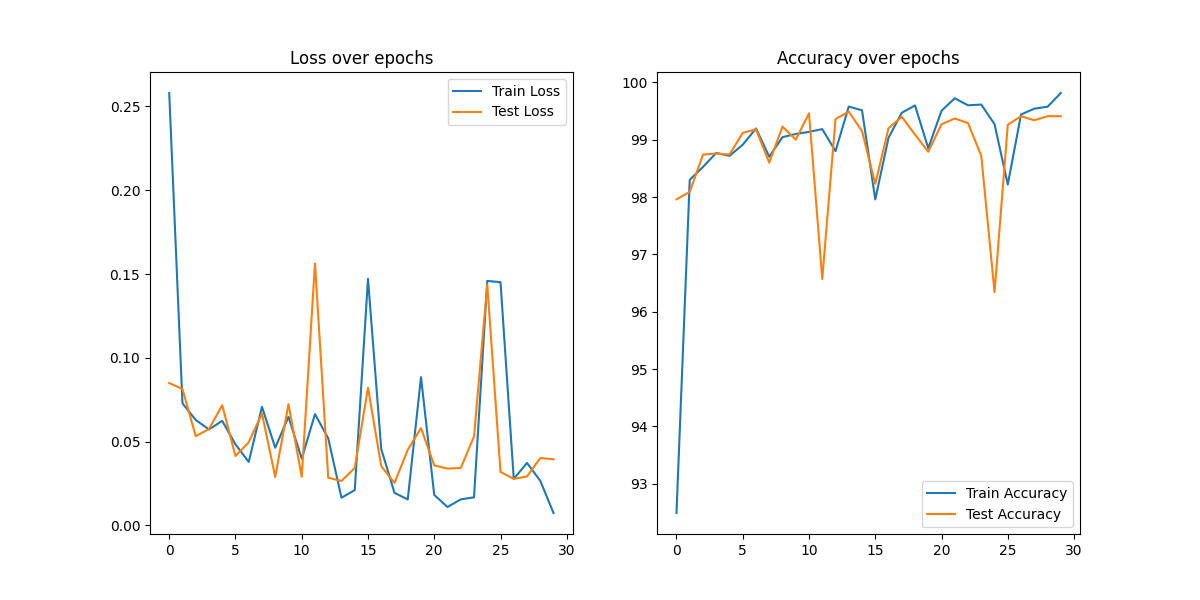 Loss over epochs
Train Loss
Test Loss
0.25
0.20
0.15
0.10
0.05
0.00
0 5 10 15 20 25 30
Accuracy over epochs
100
99
98
97
96
95
94
93
Train Accuracy
Test Accuracy
0 5 10 15 20 25 30